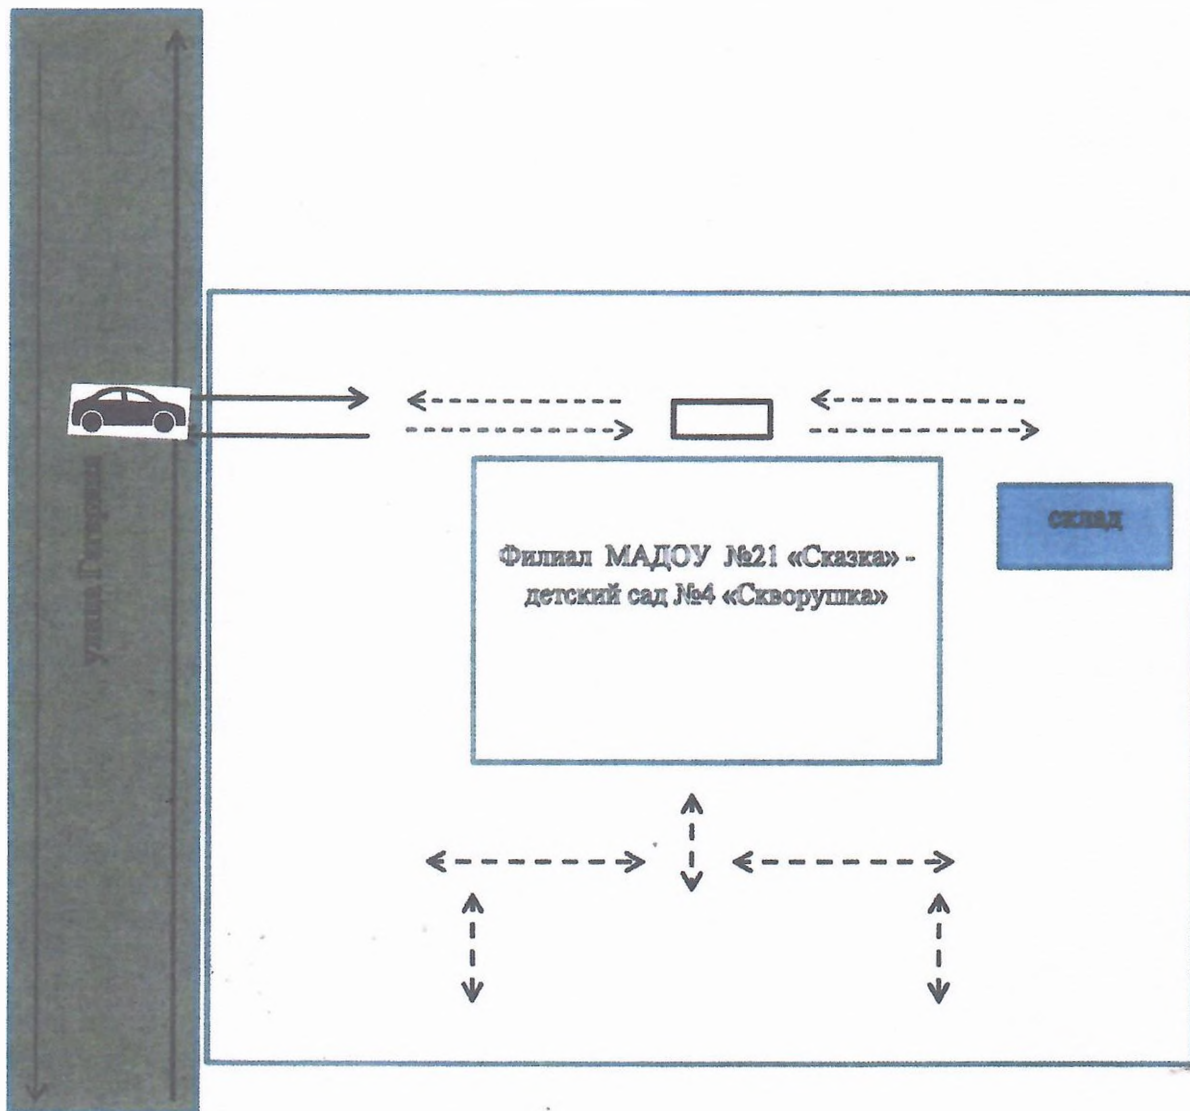 улица Гагарина
Филиал МАДОУ №21 «Сказка» -
детский сад №4 «Скворушка»
склад